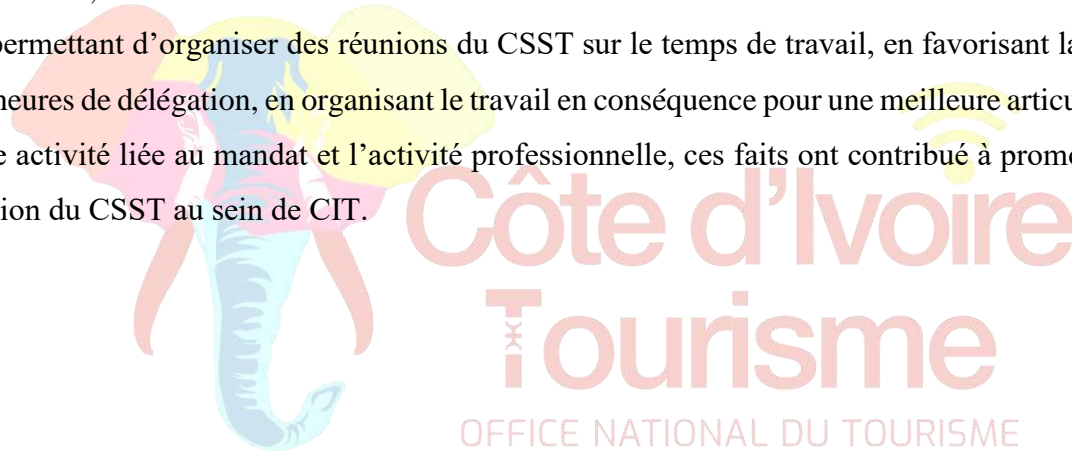 permettant d’organiser des réunions du CSST sur le temps de travail, en favorisant la
heures de délégation, en organisant le travail en conséquence pour une meilleure articu
activité liée au mandat et l’activité professionnelle, ces faits ont contribué à promo
du CSST au sein de CIT.
Côte d’Ivoire
Tourisme
OFFICE NATIONAL DU TOURISME